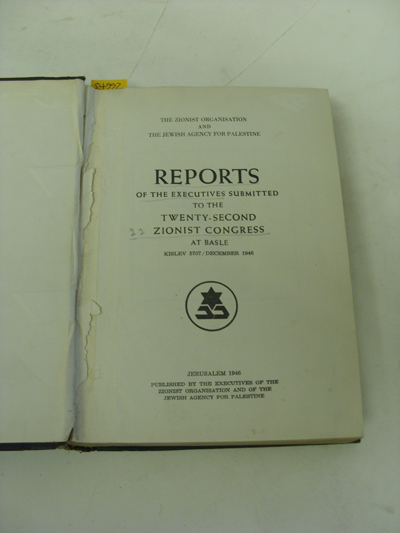 THE ZIONIST ORGANISATION
AND
THE JEWISH AGENCY FOR PALESTINE
REPORTS
OF THE EXECUTIVES SUBMITTED
TO THE
TWENTY-SECOND
22 ZIONIST CONGRESS
AT BASLE
KISLEV 5707 / DECEMBER 1946
JERUSALEM 1946
PUBLISHED BY THE EXECUTIVES OF THE
ZIONIST ORGANISATION AND OF THE
JEWISH AGENCY FOR PALESTINE